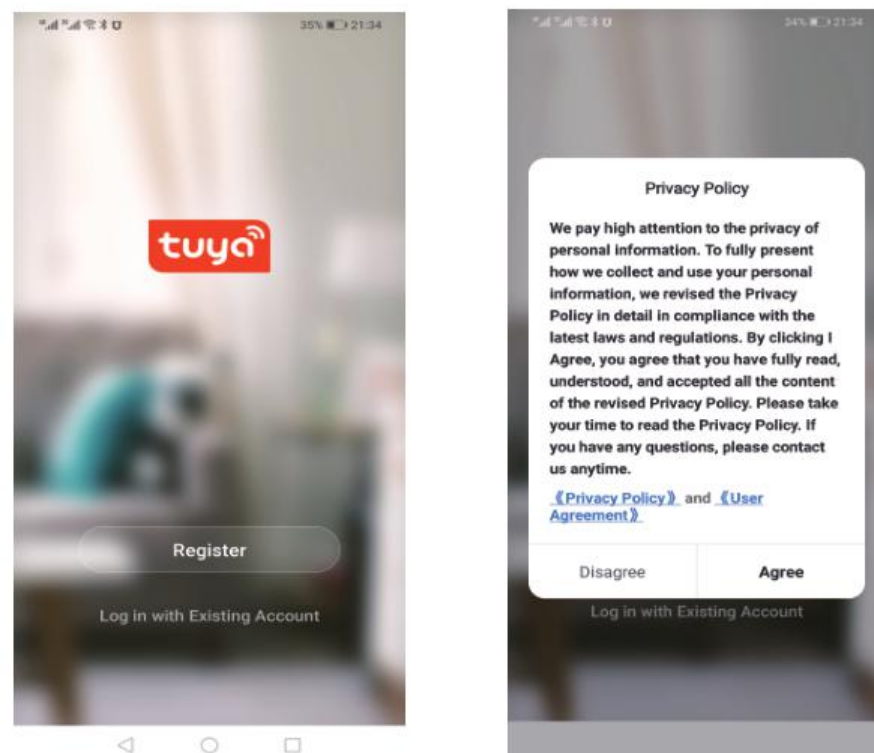 35% 21:34
tuya
Register
Log in with Existing Account
34% 21:34
Privacy Policy
We pay high attention to the privacy of
personal information. To fully present
how we collect and use your personal
information, we revised the Privacy
Policy in detail in compliance with the
latest laws and regulations. By clicking I
Agree, you agree that you have fully read,
understood, and accepted all the content
of the revised Privacy Policy. Please take
your time to read the Privacy Policy. If
you have any questions, please contact
us anytime.
《Privacy Policy》 and 《User
Agreement》
Disagree Agree
Log in with Existing Account